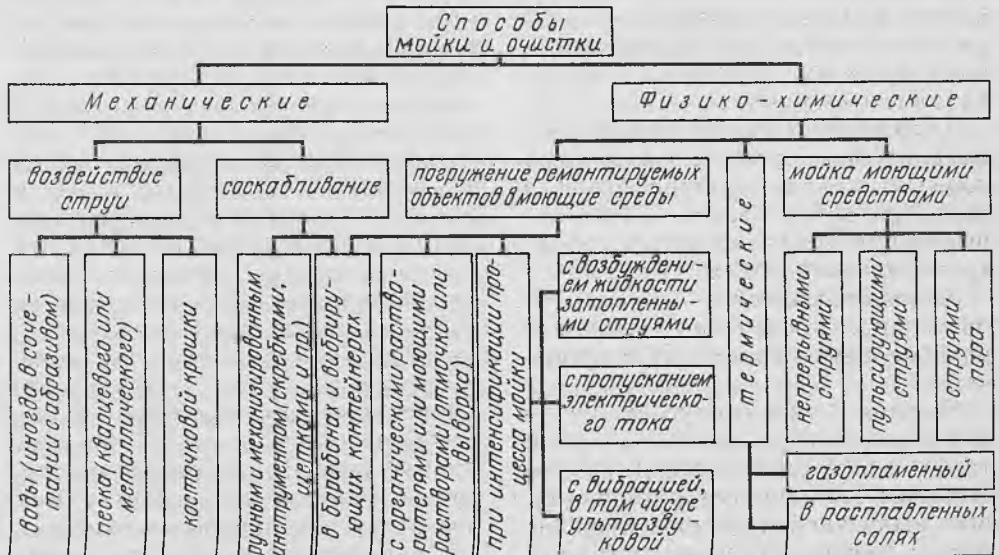 Способы
мойки и очистки
Механические
Физико-химические
воздействие
струи
соскабливание
погружение ремонтируемых
объектов в моющие среды
термические
мойка моющими
средствами
воды (иногда в соче
тании с абразивом)
песка (кварцевого или
металлического)
косточковой крошки
ручным и механизированным
инструментом (скребками,
щетками и пр.)
в барабанах и вибриру-
ющих контейнерах
с органическими раство-
рителями и моющими
растворами (отмочка или
выварка)
при интенсификации про-
цесса мойки
с возбуждени-
ем жидкости
затопленны-
ми струями
с пропусканием
электрическо-
го тока
с вибрацией,
в том числе
ультразву
ковой
непрерывными
струями
пульсирующими
струями
струями
пара
газопламенный
в расплавленных
солях